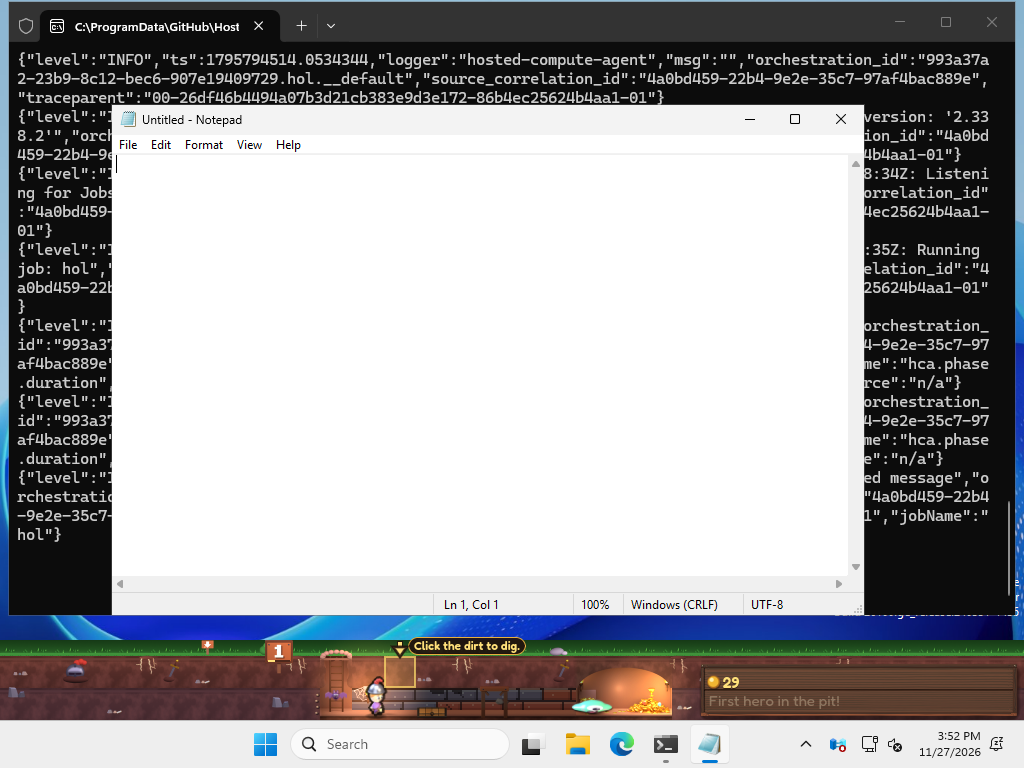 C:\ProgramData\GitHub\Host
{"level":"INFO","ts":1795794514.0534344,"logger":"hosted-compute-agent","msg":"","orchestration_id":"993a37a
2-23b9-8c12-bec6-907e19409729.hol.__default","source_correlation_id":"4a0bd459-22b4-9e2e-35c7-97af4bac889e",
"traceparent":"00-26df46b4494a07b3d21cb383e9d3e172-86b4ec25624b4aa1-01"}
{"level":"I version: '2.33
8.2'","orch ion_id":"4a0bd
459-22b4-9e 4b4aa1-01"}
{"level":"I 8:34Z: Listeni
ng for Jobs orrelation_id"
:"4a0bd459- 4ec25624b4aa1-
01"}
{"level":"I :35Z: Running
job: hol"," elation_id":"4
a0bd459-22b 25624b4aa1-01"
}
{"level":"I orchestration_
id":"993a37 4-9e2e-35c7-97
af4bac889e" me":"hca.phase
.duration", rce":"n/a"}
{"level":"I orchestration_
id":"993a37 4-9e2e-35c7-97
af4bac889e" me":"hca.phase
.duration", e":"n/a"}
{"level":"I ed message","o
rchestratio "4a0bd459-22b4
-9e2e-35c7- 1","jobName":"
hol"}
Untitled - Notepad
File Edit Format View Help
Ln 1, Col 1 100% Windows (CRLF) UTF-8
1
Click the dirt to dig.
29
First hero in the pit!
Search
3:52 PM
11/27/2026